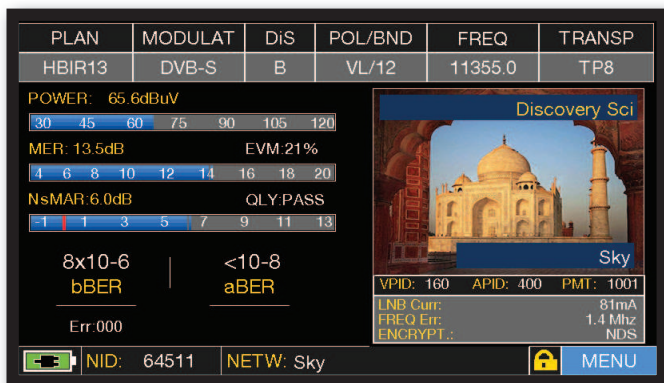 PLAN MODULAT DiS POL/BND FREQ TRANSP
HBIR13 DVB-S B VL/12 11355.0 TP8
POWER: 65.6dBuV
30 45 60 75 90 105 120
MER: 13.5dB EVM:21%
4 6 8 10 12 14 16 18 20
NsMAR:6.0dB QLY:PASS
-1 1 3 5 7 9 11 13
8x10-6 <10-8
bBER aBER
Err:000
Discovery Sci
Sky
VPID: 160 APID: 400 PMT: 1001
LNB Curr: 81mA
FREQ Err: 1.4 Mhz
ENCRYPT.: NDS
NID: 64511 NETW: Sky MENU